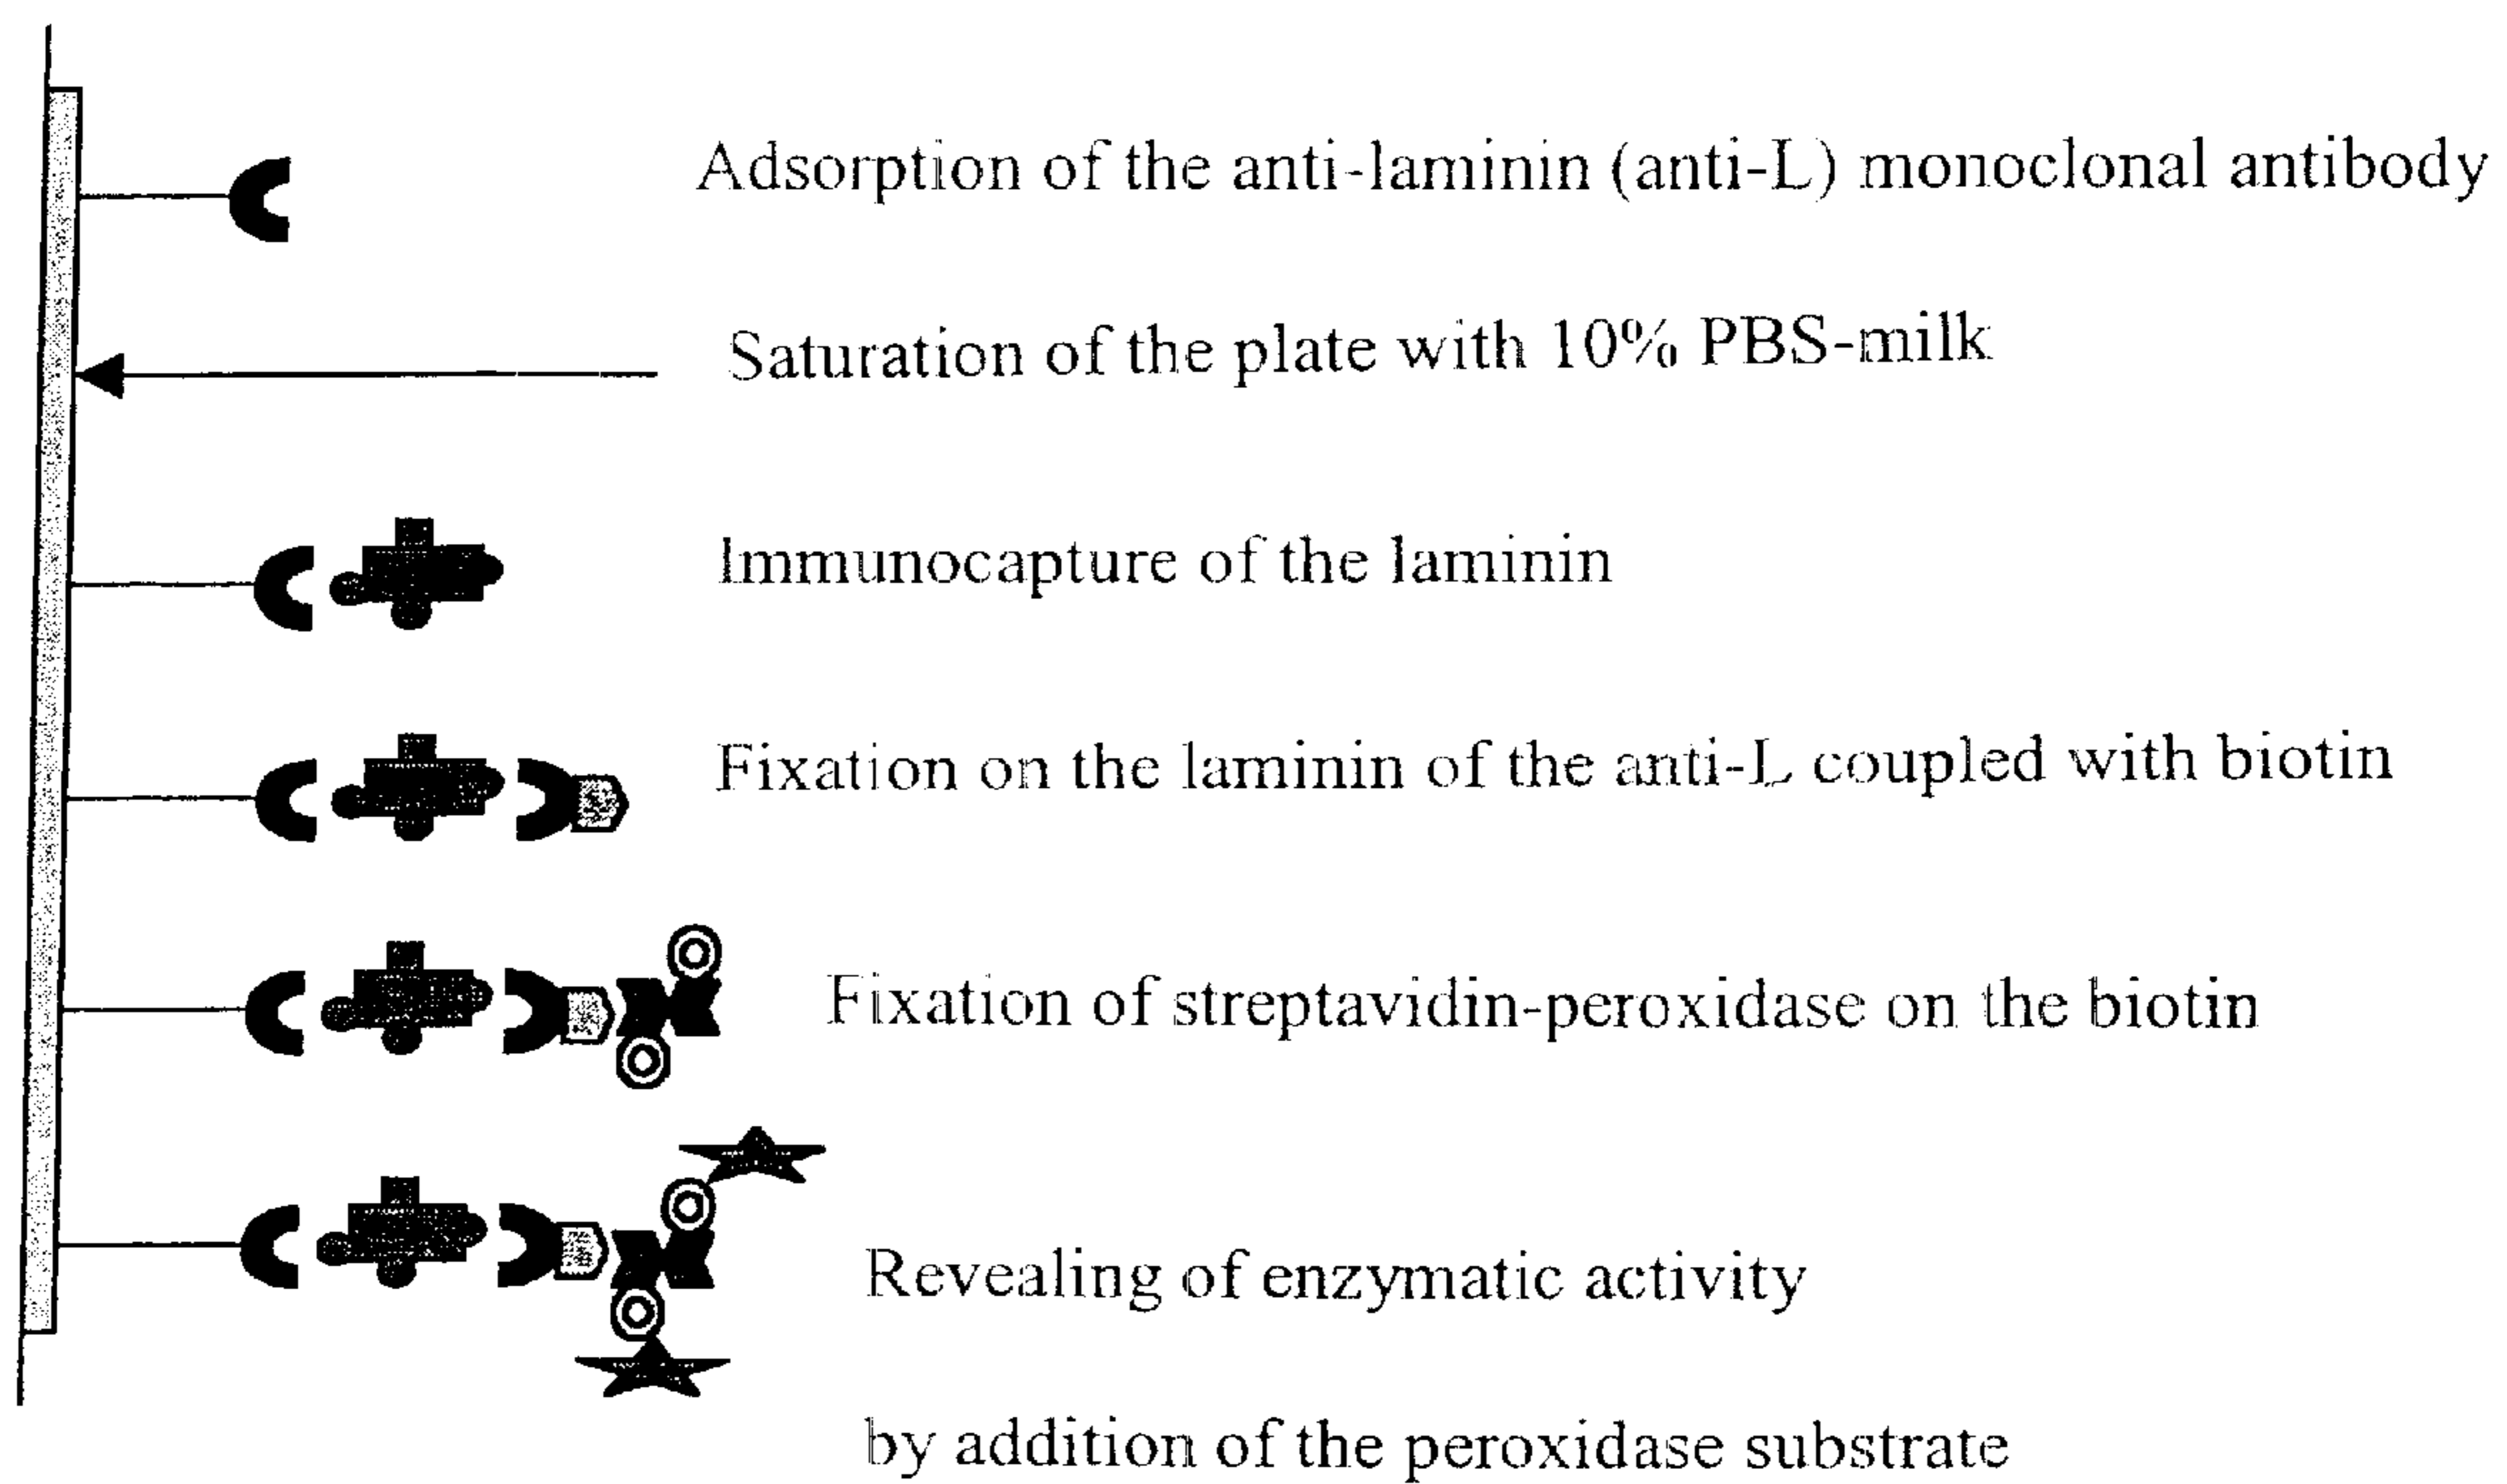 Adsorption of the anti-laminin (anti-L) monoclonal antibody
Saturation of the plate with 10% PBS-milk
Immunocapture of the laminin
Fixation on the laminin of the anti-L coupled with biotin
Fixation of streptavidin-peroxidase on the biotin
Revealing of enzymatic activity
by addition of the peroxidase substrate